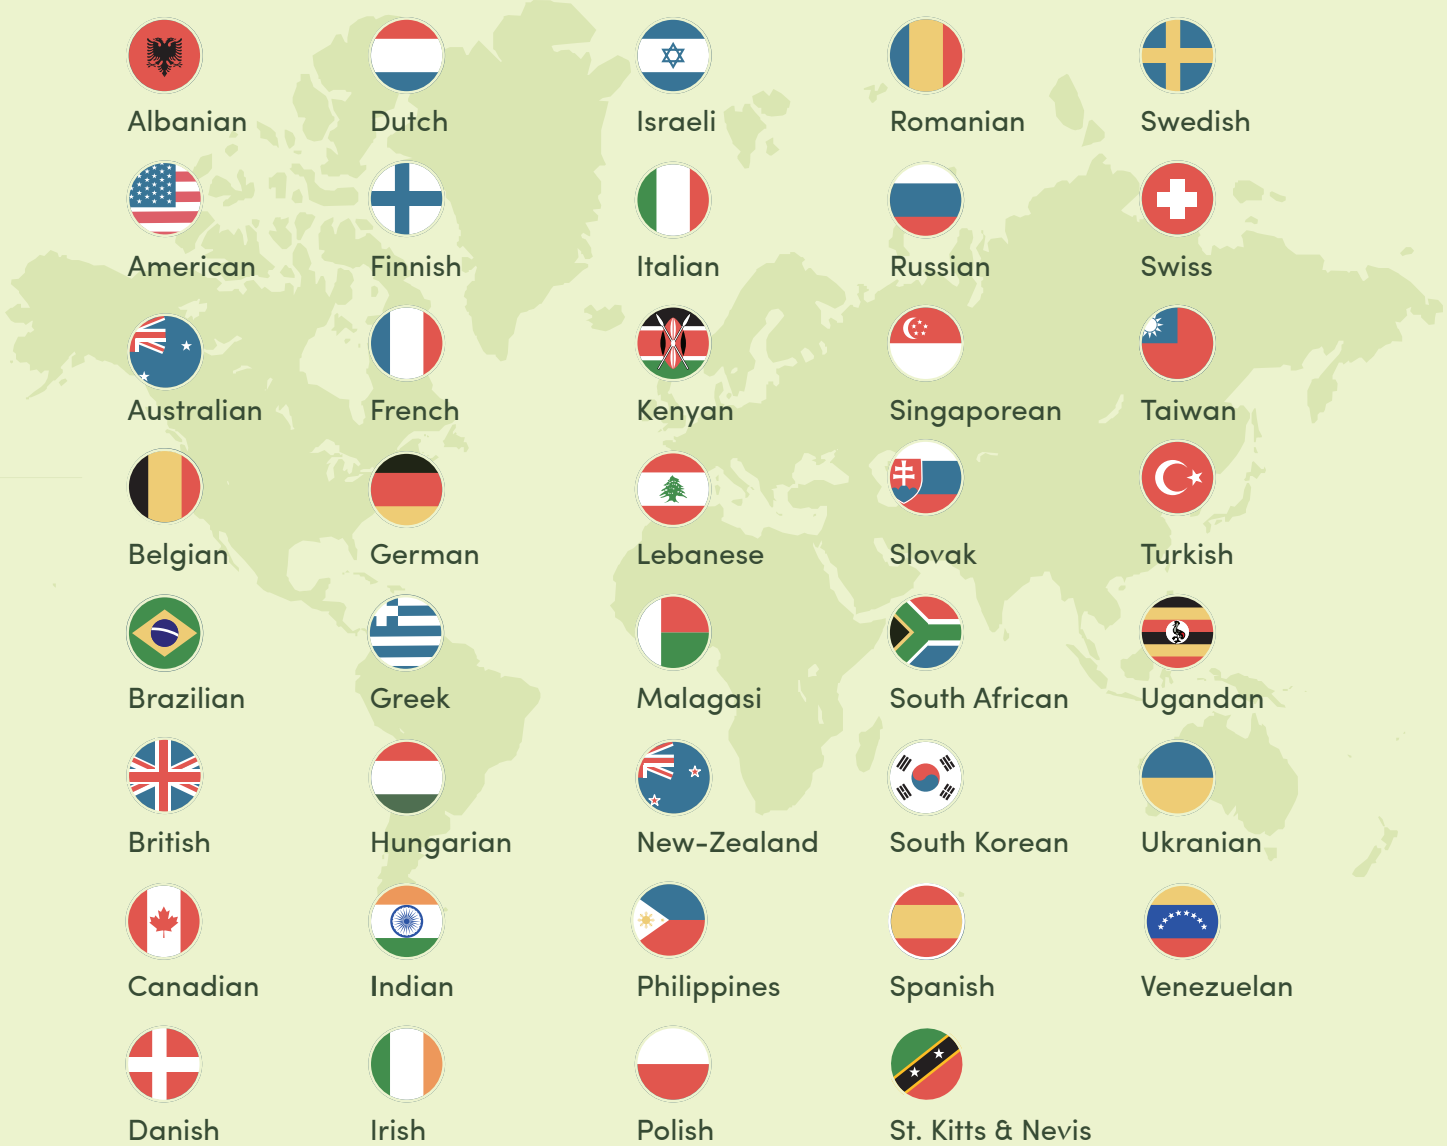 Albanian
American
Australian
Belgian
Brazilian
British
Canadian
Danish
Dutch
Finnish
French
German
Greek
Hungarian
Indian
Irish
Israeli
Italian
Kenyan
Lebanese
Malagasi
New-Zealand
Philippines
Polish
Romanian
Russian
Singaporean
Slovak
South African
South Korean
Spanish
St. Kitts & Nevis
Swedish
Swiss
Taiwan
Turkish
Ugandan
Ukranian
Venezuelan